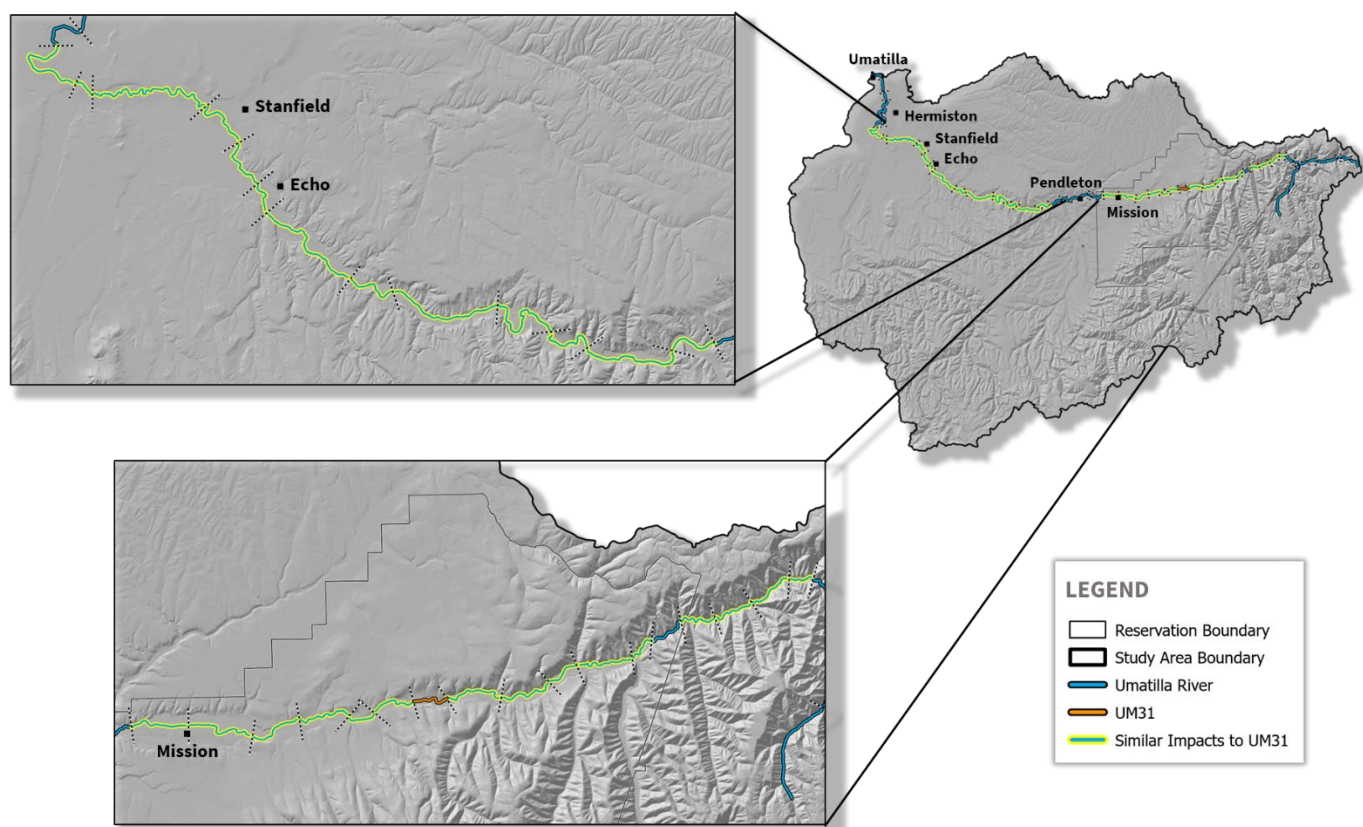 Stanfield
Echo
Umatilla
Hermiston
Stanfield
Echo
Pendleton
Mission
Mission
LEGEND
Reservation Boundary
Study Area Boundary
Umatilla River
UM31
Similar Impacts to UM31